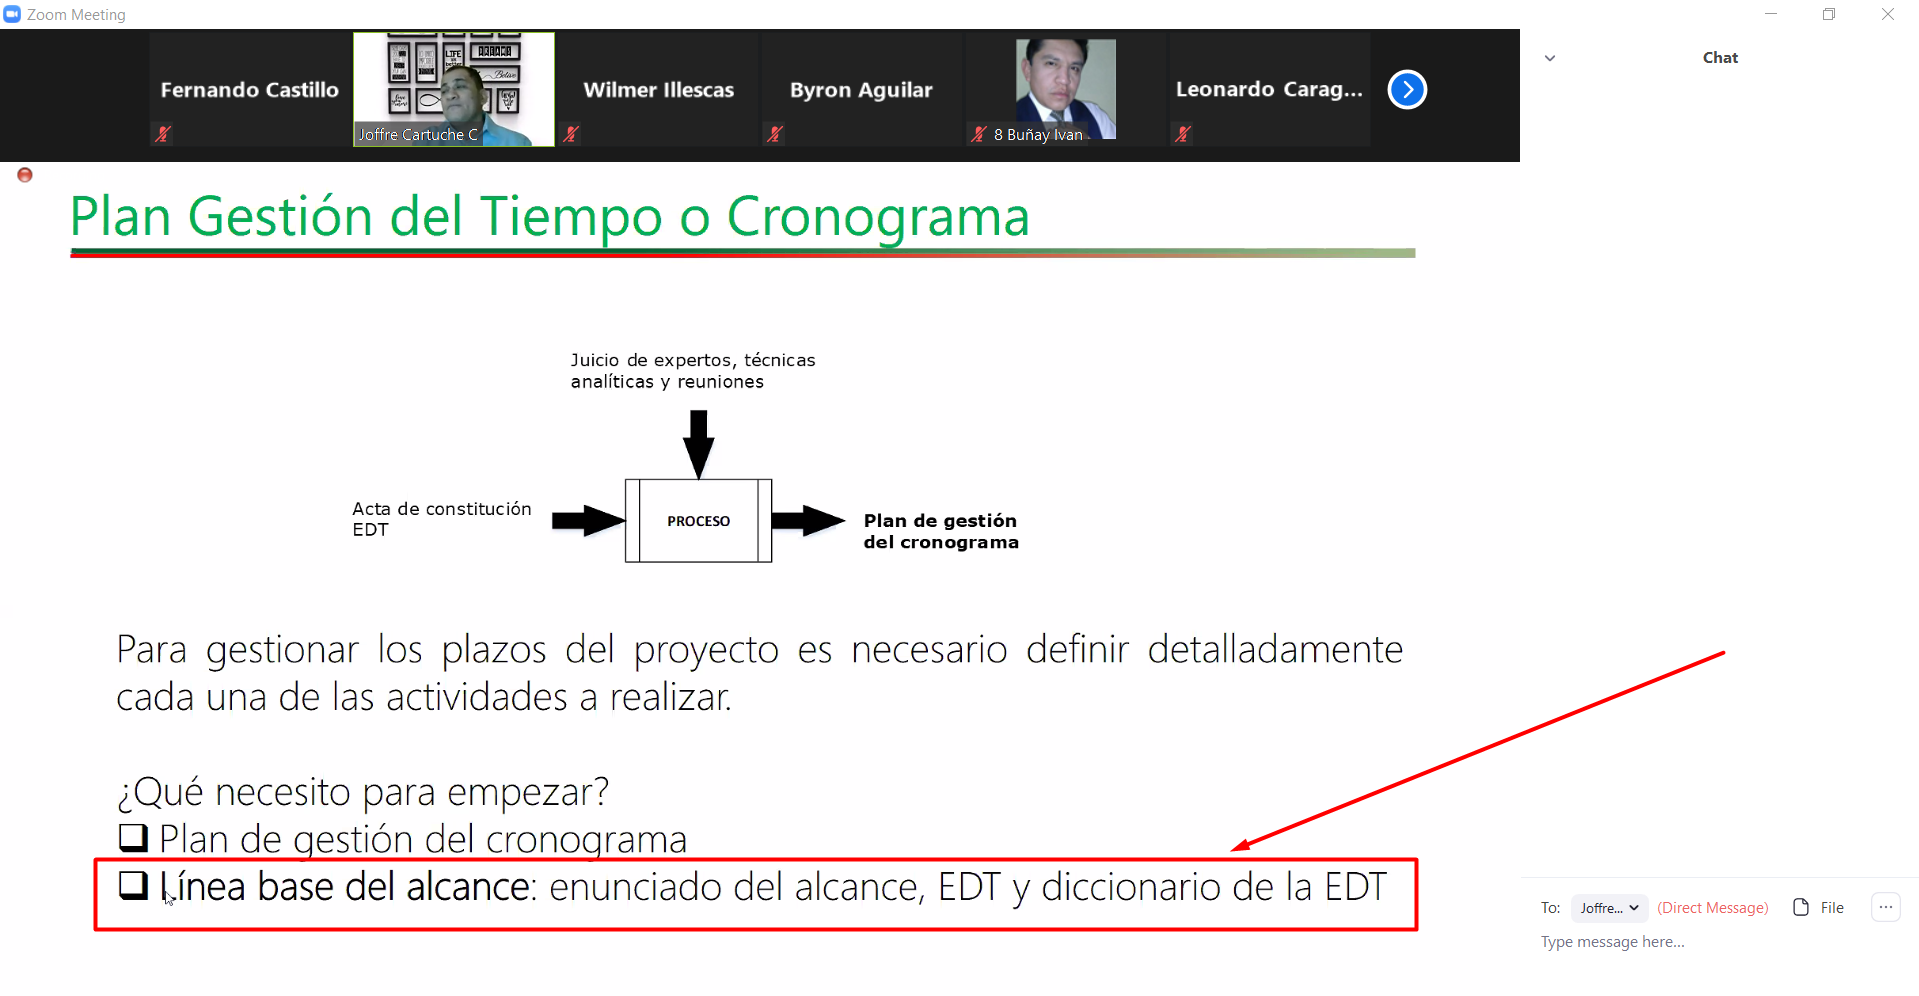 Zoom Meeting
Fernando Castillo
Joffre Cartuche C
Wilmer Illescas
Byron Aguilar
8 Buñay Ivan
Leonardo Carag...
Chat
Plan Gestión del Tiempo o Cronograma
Juicio de expertos, técnicas
analíticas y reuniones
Acta de constitución
EDT
PROCESO
Plan de gestión
del cronograma
Para gestionar los plazos del proyecto es necesario definir detalladamente
cada una de las actividades a realizar.
¿Qué necesito para empezar?
Plan de gestión del cronograma
Línea base del alcance: enunciado del alcance, EDT y diccionario de la EDT
To: Joffre... (Direct Message) File ...
Type message here...